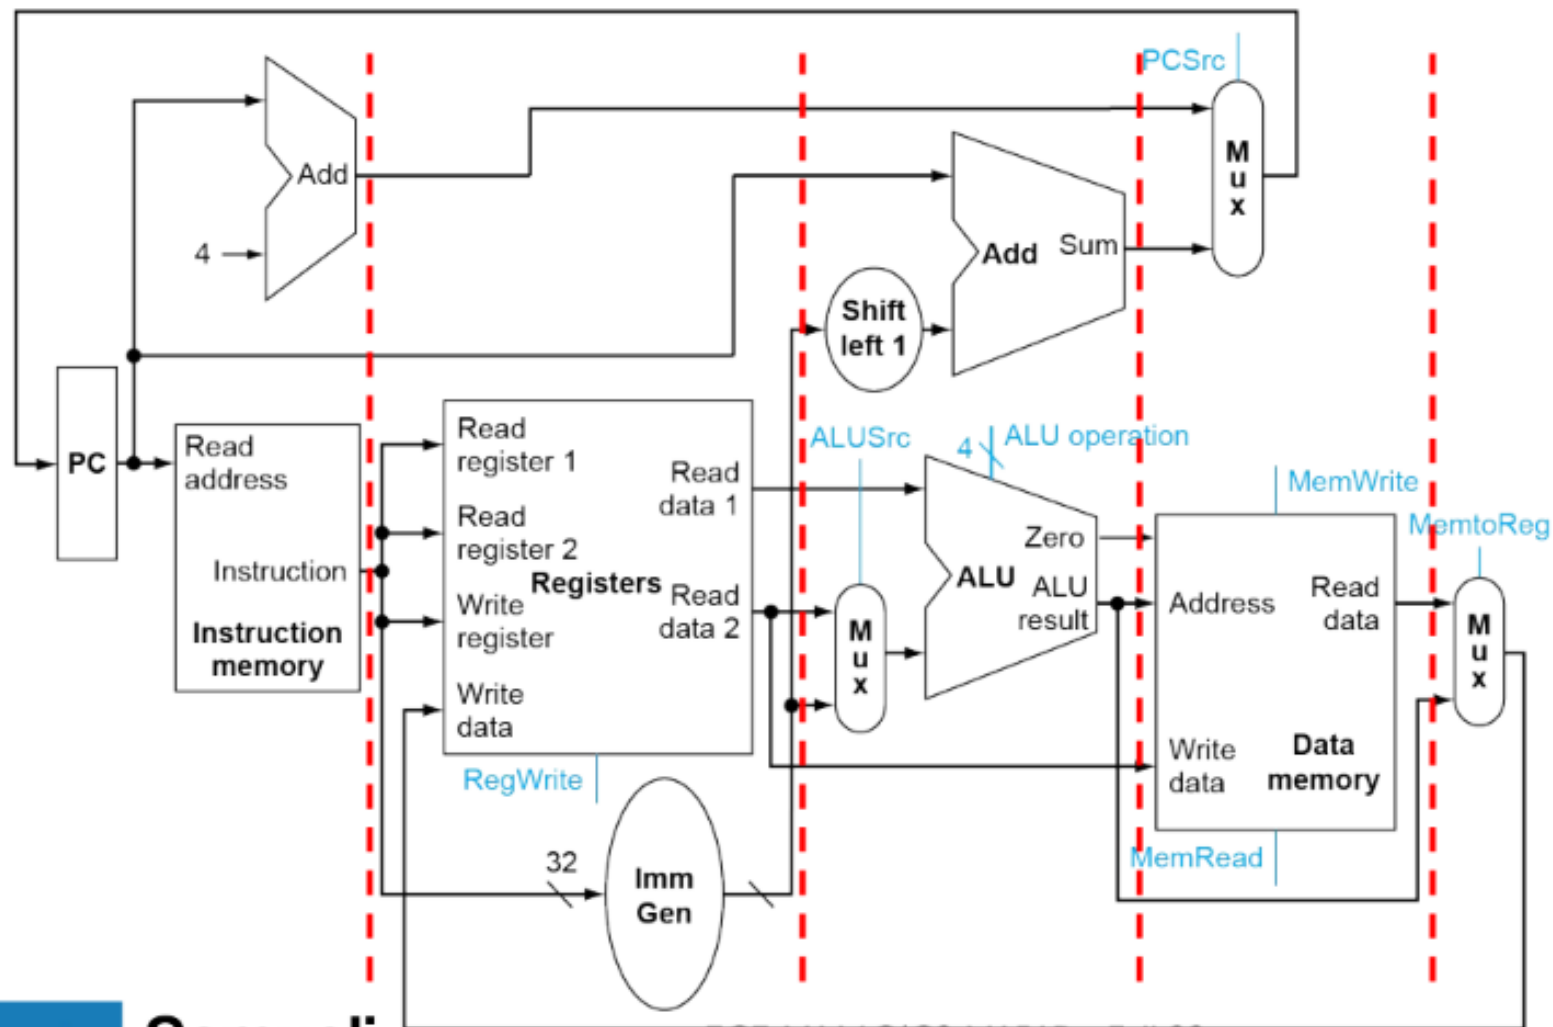 PCSrc
M
u
x
Add
4
Add
Sum
Shift
left 1
PC
Read
address
Instruction
Instruction
memory
Read
register 1
Read
register 2
Write
register
Write
data
Registers
Read
data 1
Read
data 2
RegWrite
32
Imm
Gen
ALUSrc
4
ALU operation
M
u
x
ALU
Zero
ALU
result
MemWrite
Address
Read
data
Write
data
Data
memory
MemRead
MemtoReg
M
u
x